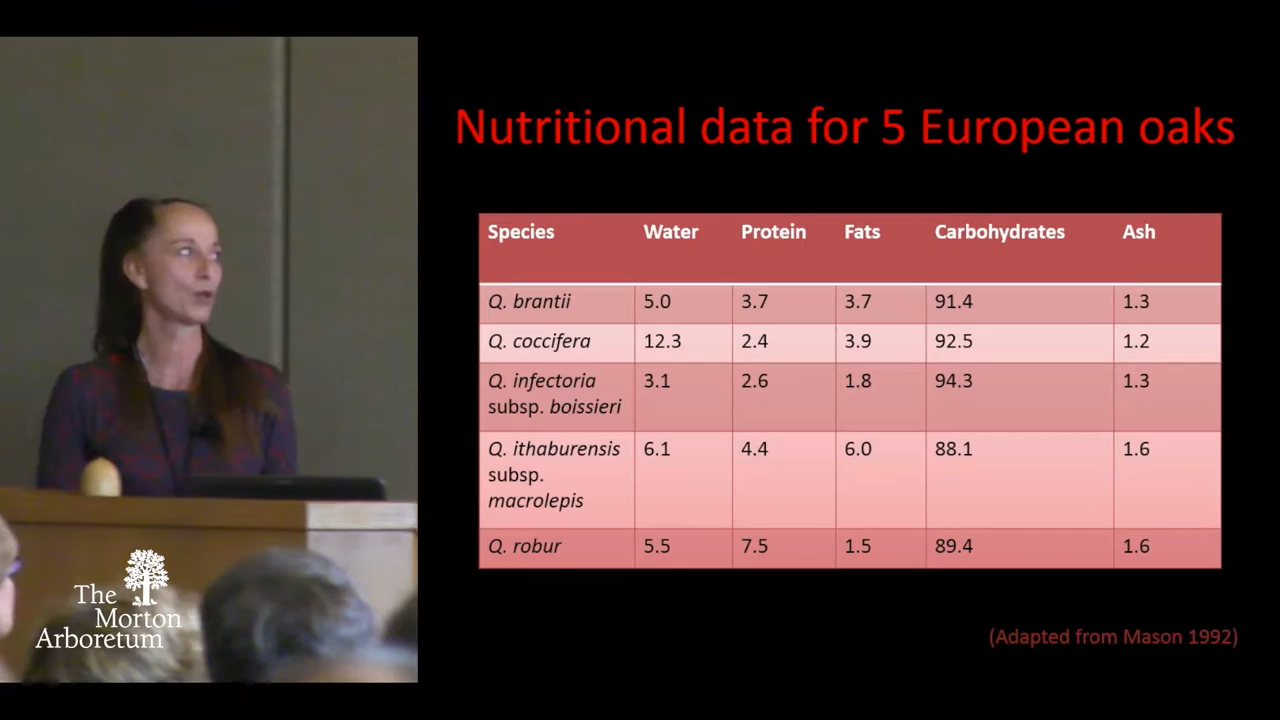 Nutritional data for 5 European oaks
Species Water Protein Fats Carbohydrates Ash
Q. brantii 5.0 3.7 3.7 91.4 1.3
Q. coccifera 12.3 2.4 3.9 92.5 1.2
Q. infectoria 3.1 2.6 1.8 94.3 1.3
subsp. boissieri
Q. ithaburensis 6.1 4.4 6.0 88.1 1.6
subsp.
macrolepis
Q. robur 5.5 7.5 1.5 89.4 1.6
(Adapted from Mason 1992)
The
Morton
Arboretum